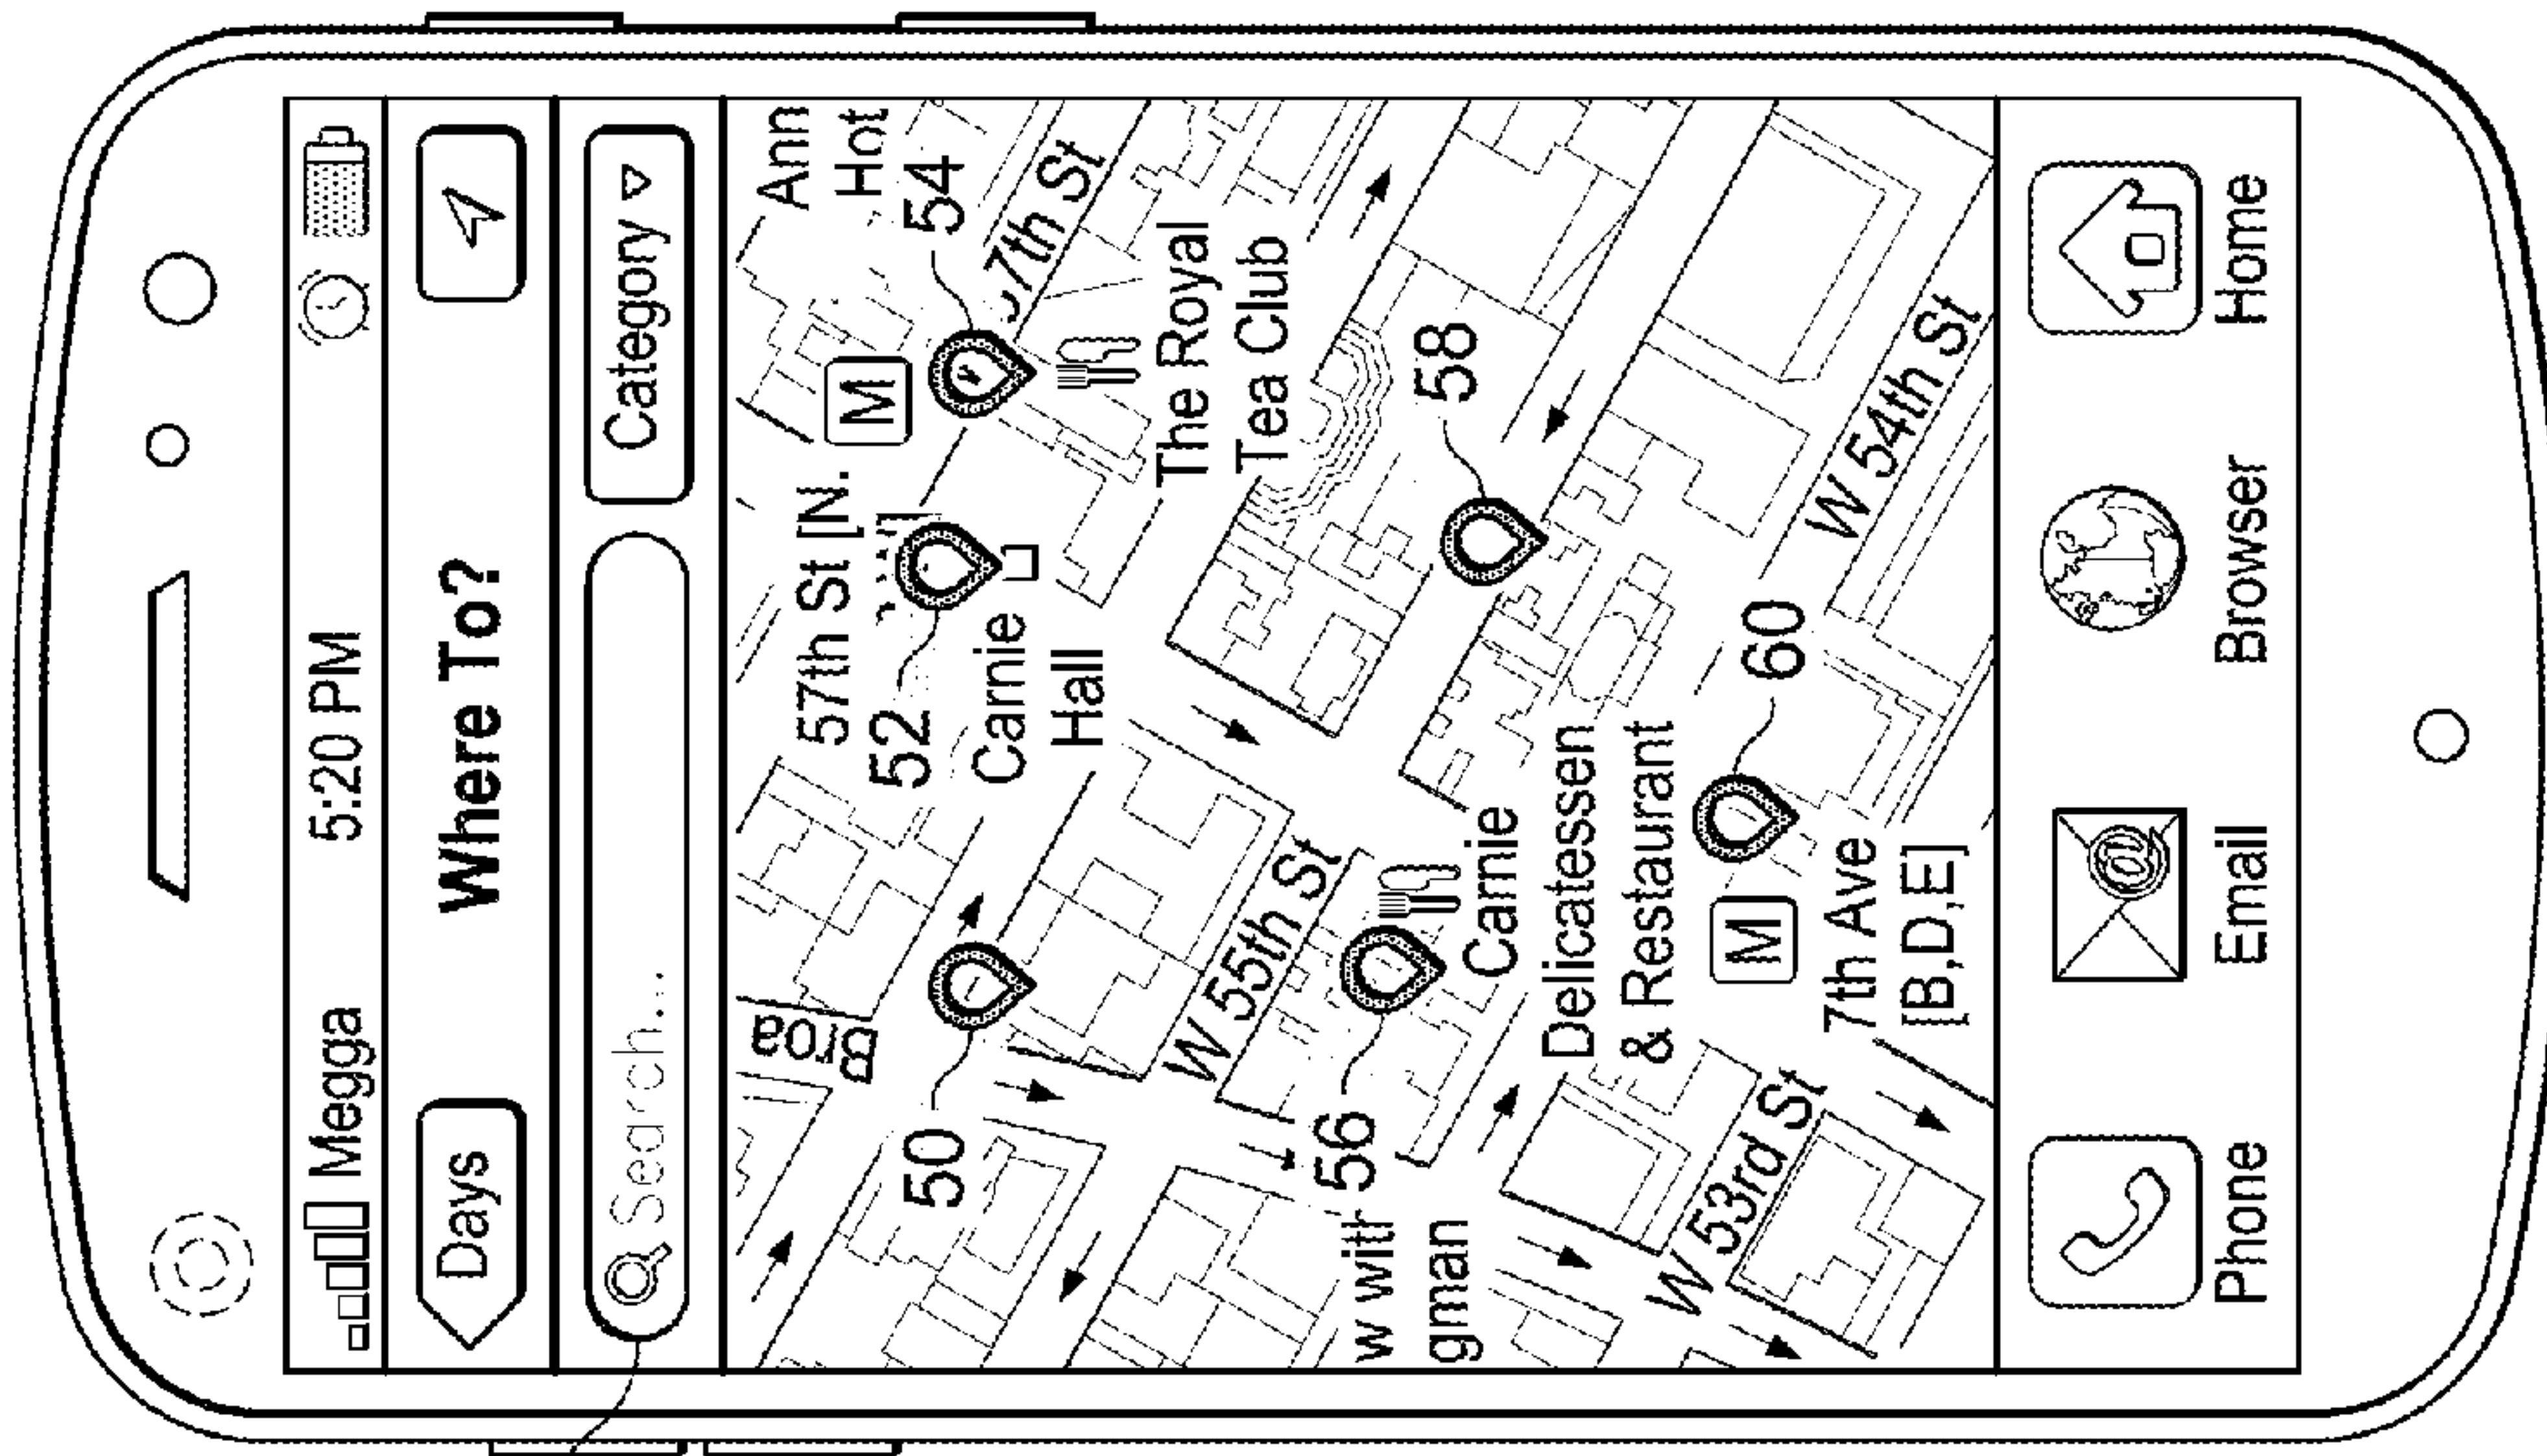 Megga 5:20 PM
Days Where To?
Search... Category
Broa
57th St [N.
M
Ann
Hot
52
54
57th St
50
Carnie
Hall
The Royal
Tea Club
W 55th St
56
58
gman
Carnie
Delicatessen
& Restaurant
60
W 54th St
M
7th Ave
[B,D,E]
W 53rd St
@
Phone Email Browser Home